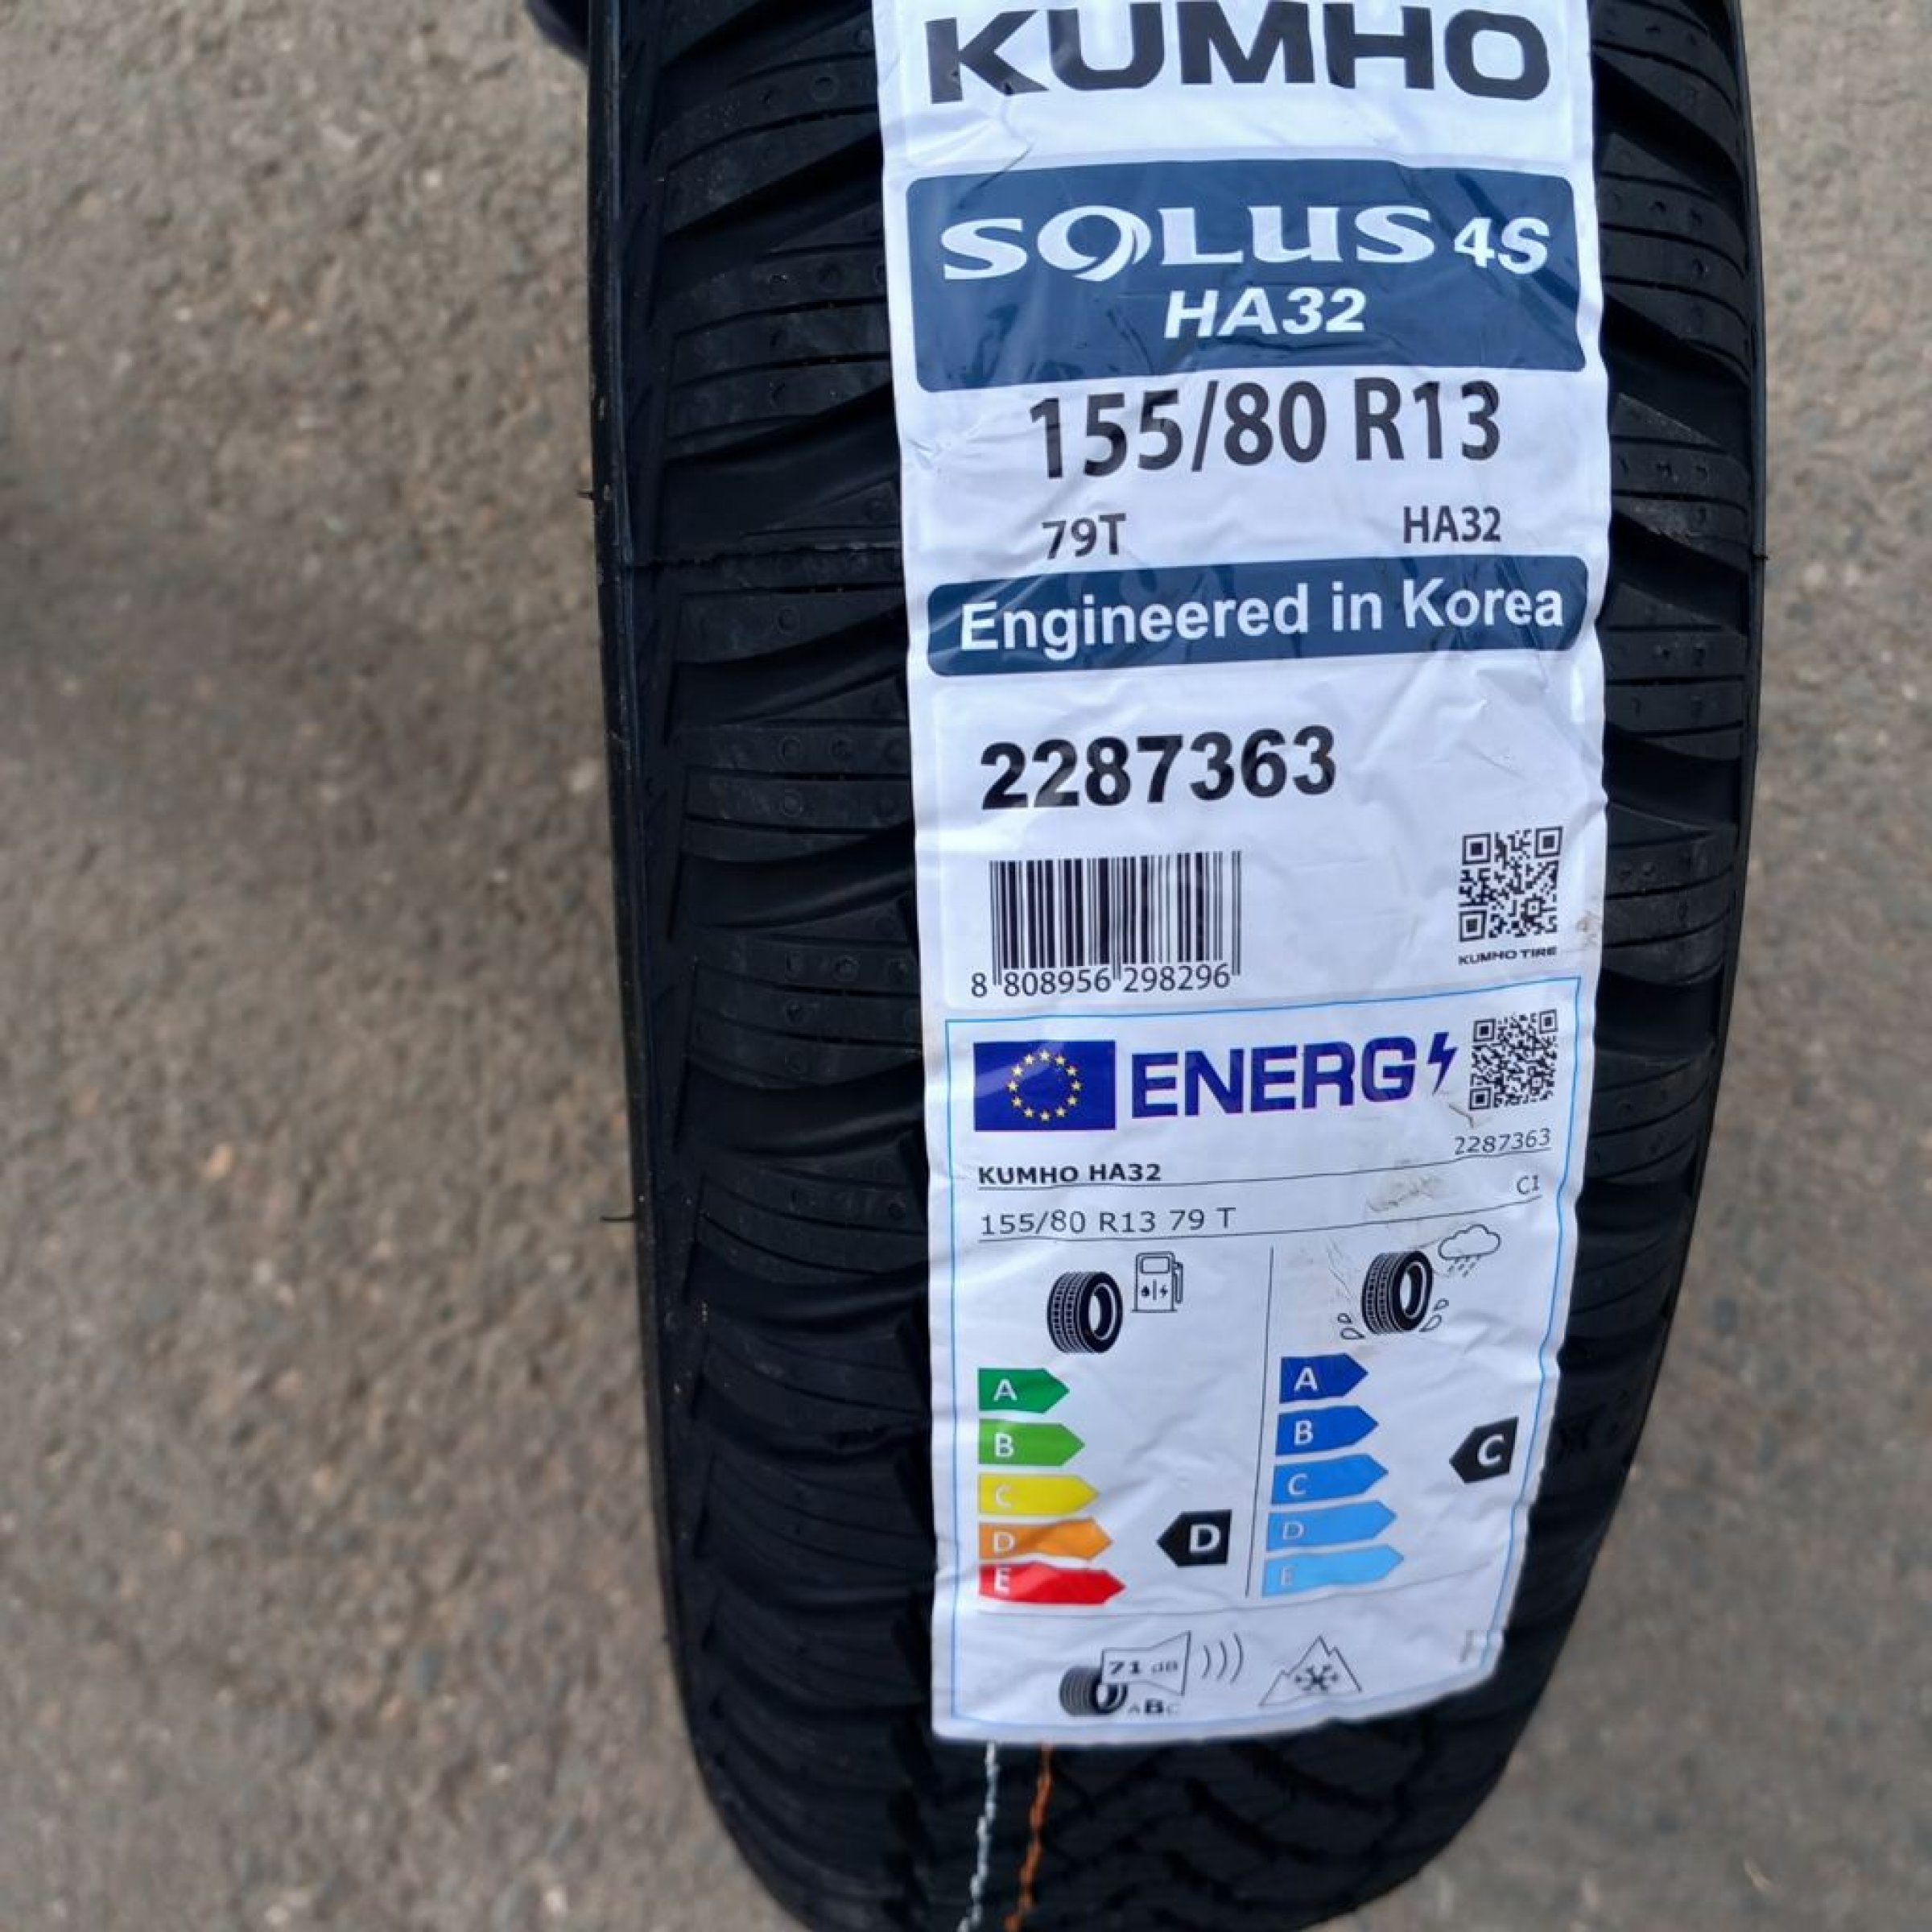 KUMHO
SOLUS 4S
HA32
155/80 R13
79T HA32
Engineered in Korea
2287363
8 808956 298296
KUMHO TIRE
ENERG
2287363
KUMHO HA32
C1
155/80 R13 79 T
A
B
C
D
E
D
A
B
C
D
E
C
71 dB
ABC